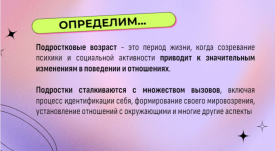 ОПРЕДЕЛИМ...
Подростковые возраст - это период жизни, когда созревание
психики и социальной активности приводит к значительным
изменениям в поведении и отношениях.
Подростки сталкиваются с множеством вызовов, включая
процесс идентификации себя, формирование своего мировоззрения,
установление отношений с окружающими и многие другие аспекты